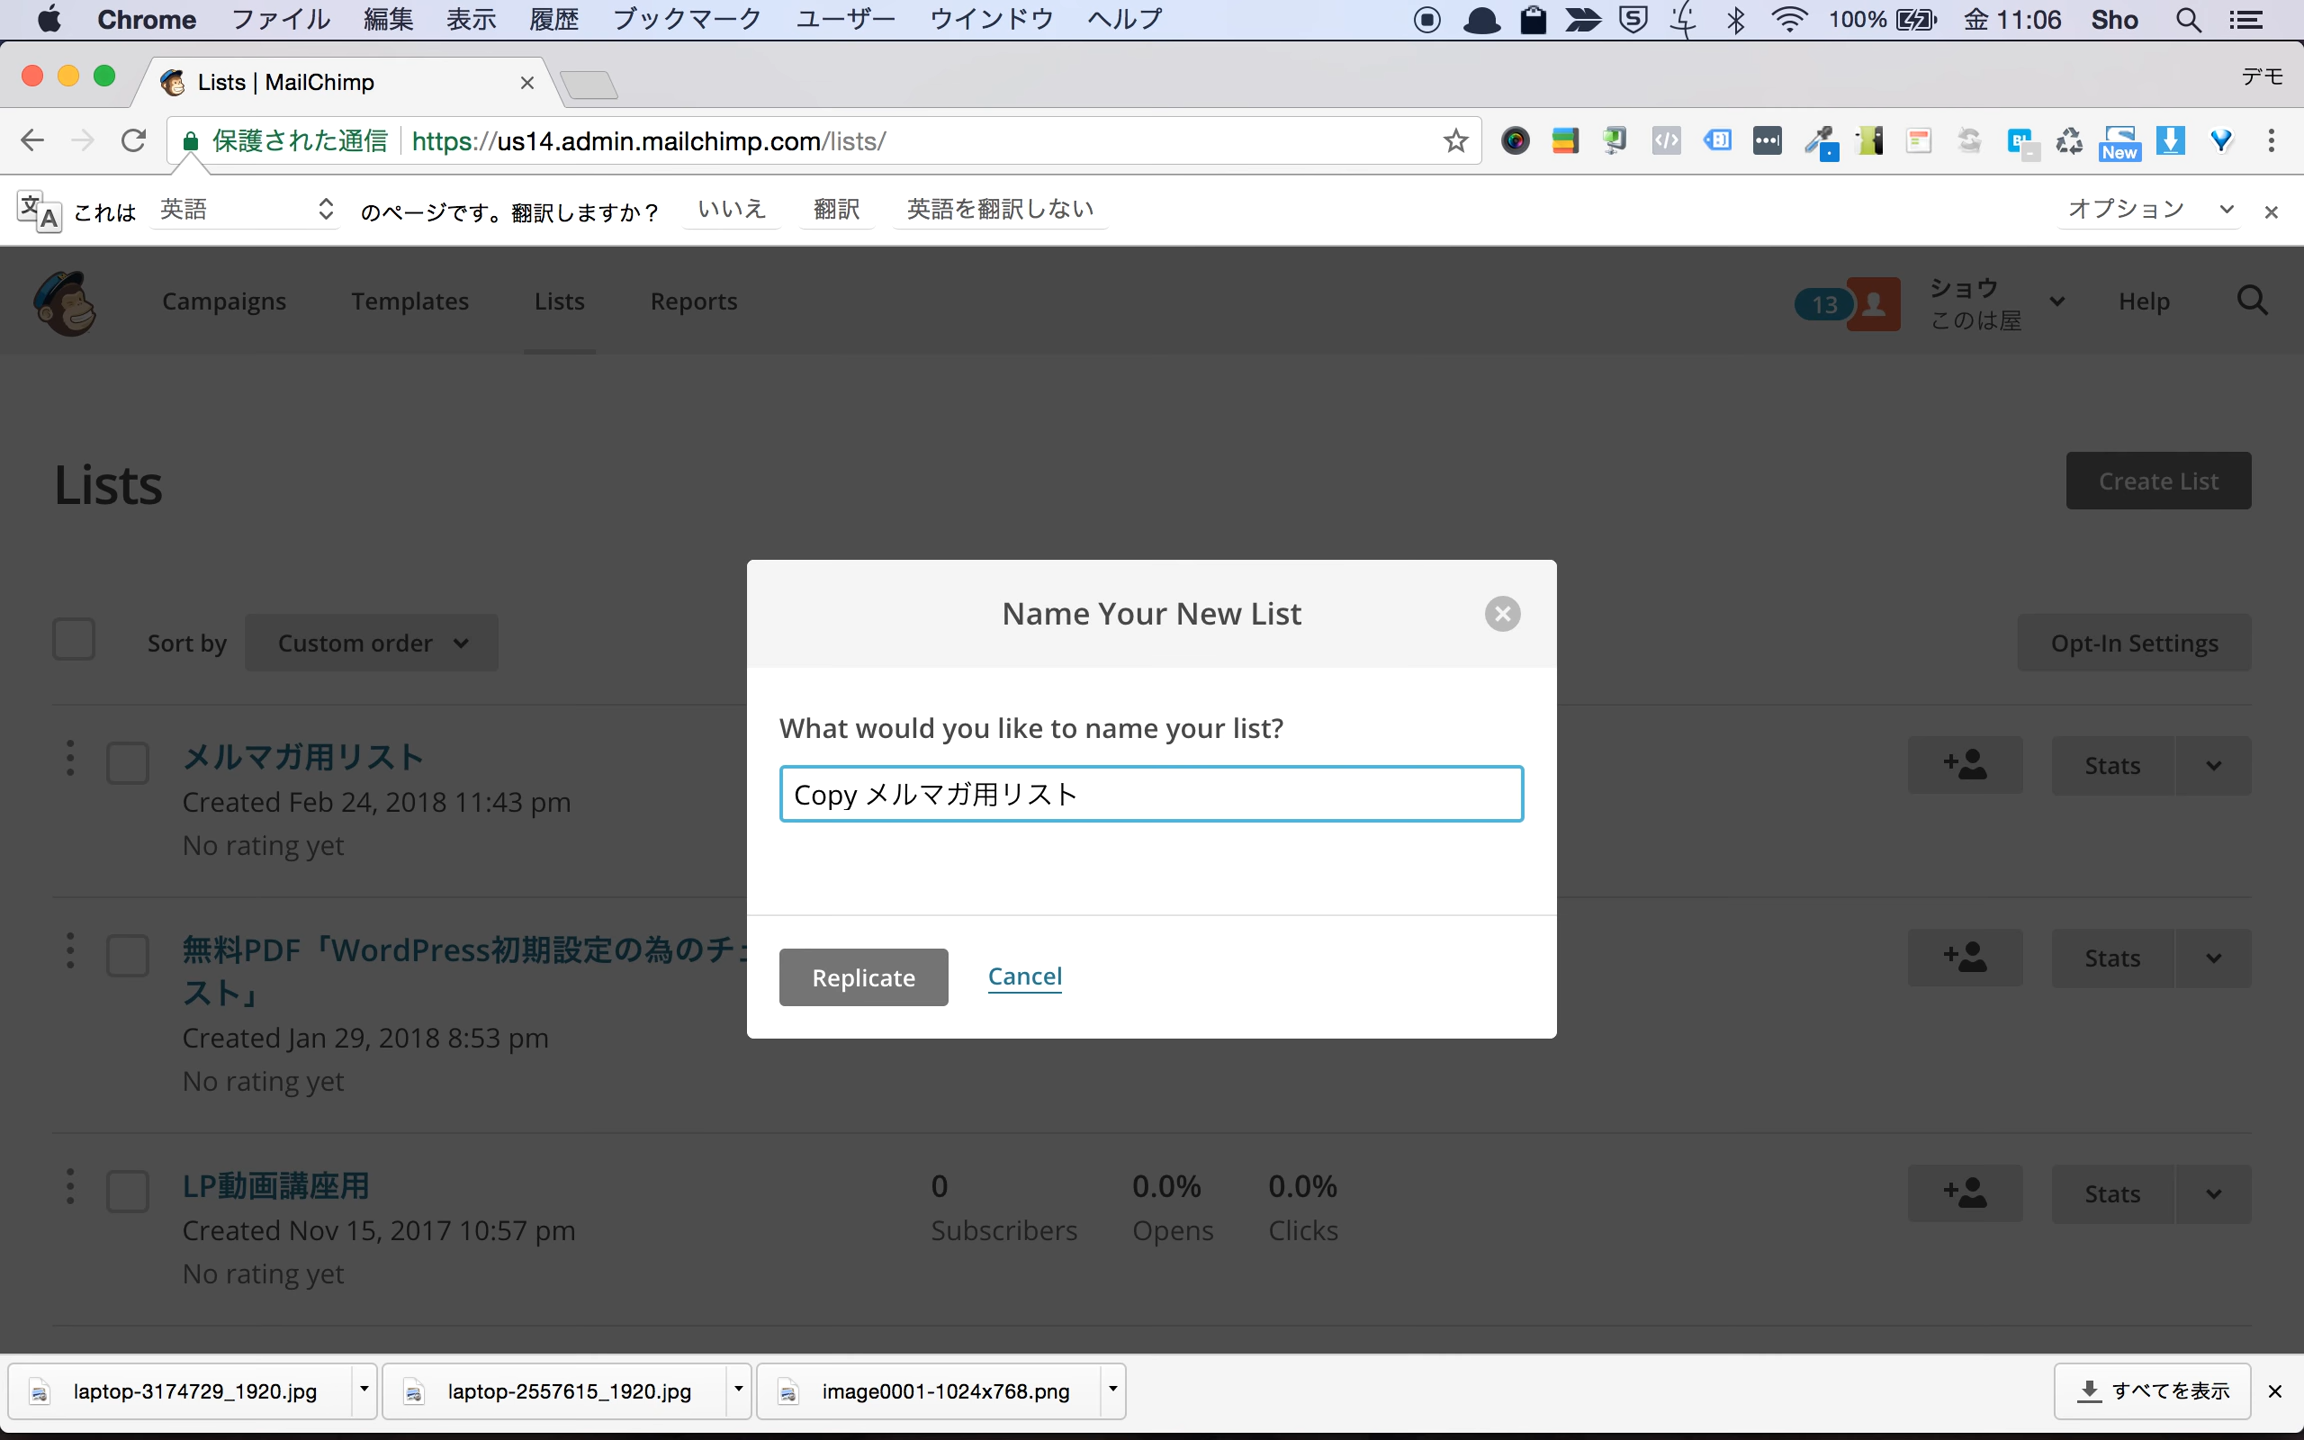 Chrome ファイル 編集 表示 履歴 ブックマーク ユーザー ウインドウ ヘルプ 100% 金 11:06 Sho
Lists | MailChimp デモ
保護された通信 https://us14.admin.mailchimp.com/lists/ New
これは 英語 のページです。翻訳しますか? いいえ 翻訳 英語を翻訳しない オプション
Campaigns Templates Lists Reports 13 ショウ Help
このは屋
Lists Create List
Name Your New List
Sort by Custom order Opt-In Settings
What would you like to name your list?
メルマガ用リスト Stats
Copy メルマガ用リスト
Created Feb 24, 2018 11:43 pm
No rating yet
無料PDF「WordPress初期設定の為のチェ Stats
スト」
Replicate Cancel
Created Jan 29, 2018 8:53 pm
No rating yet
LP動画講座用 0 0.0% 0.0% Stats
Created Nov 15, 2017 10:57 pm Subscribers Opens Clicks
No rating yet
laptop-3174729_1920.jpg laptop-2557615_1920.jpg image0001-1024x768.png すべてを表示